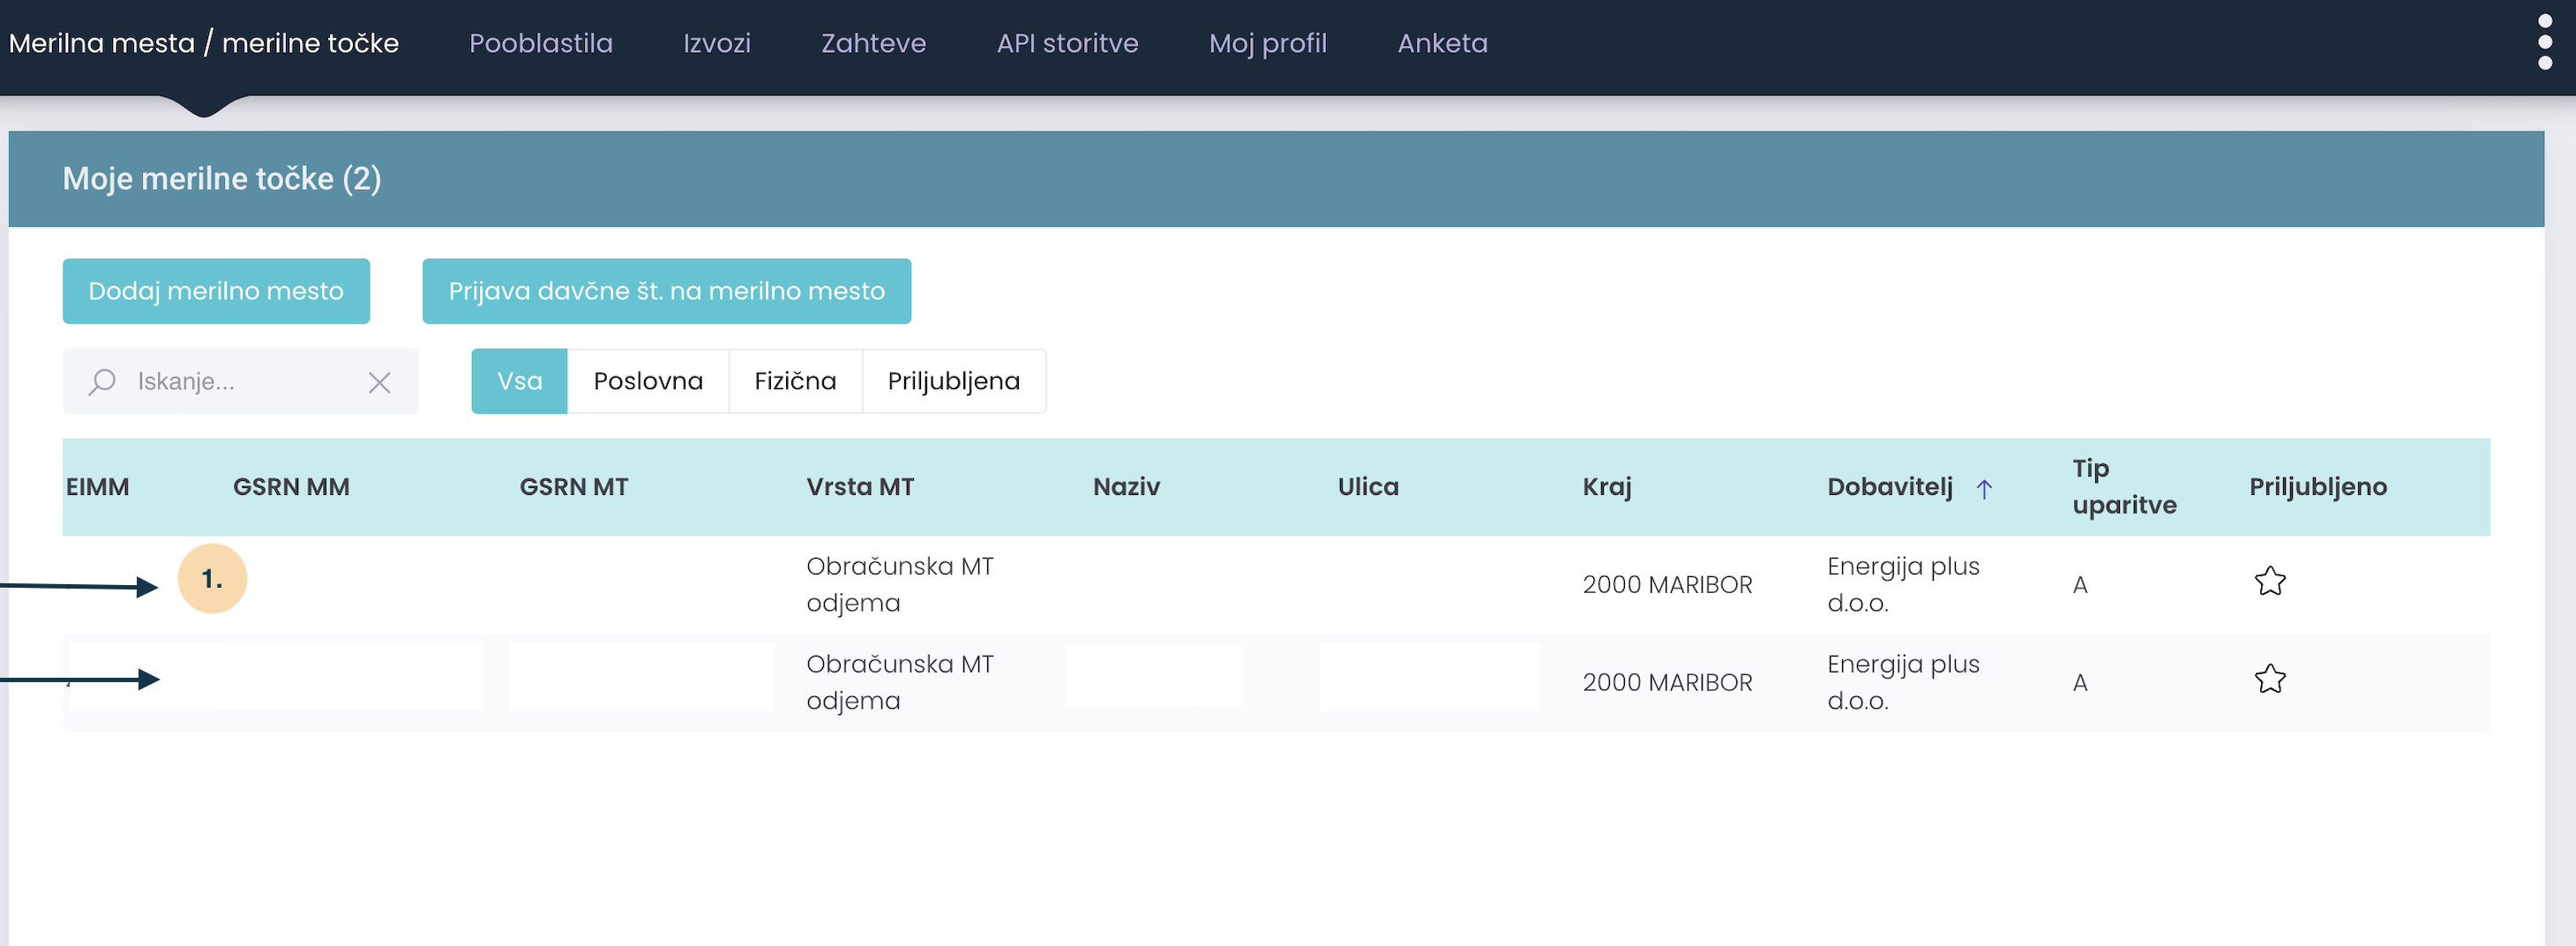 Merilna mesta / merilne točke Pooblastila Izvozi Zahteve API storitve Moj profil Anketa
Moje merilne točke (2)
Dodaj merilno mesto Prijava davčne št. na merilno mesto
Iskanje... Vsa Poslovna Fizična Priljubljena
EIMM GSRN MM GSRN MT Vrsta MT Naziv Ulica Kraj Dobavitelj Tip uparitve Priljubljeno
1. Obračunska MT odjema 2000 MARIBOR Energija plus d.o.o. A
Obračunska MT odjema 2000 MARIBOR Energija plus d.o.o. A